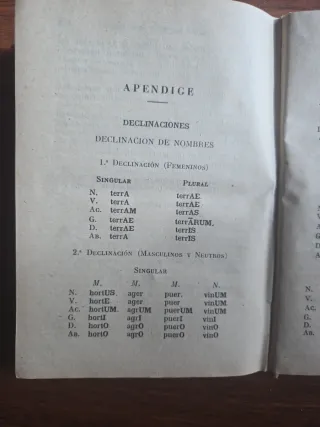 APENDICE
DECLINACIONES
DECLINACION DE NOMBRES
1.ª DECLINACIÓN (FEMENINOS)
SINGULAR PLURAL
N. terrA terrAE
V. terrA terrAE
Ac. terrAM terrAS
G. terrAE terrĀRUM.
D. terrAE terrIS
Ab. terrA terrIS
2.ª DECLINACIÓN (MASCULINOS Y NEUTROS)
SINGULAR
M. M. M. N.
N. hortUS. ager puer. vinUM
V. hortE ager puer vinUM
Ac. hortUM. agrUM puerUM vinUM
G. hortI agrI puerI vinI
D. hortO agrO puerO vinO
Ab. hortO agrO puerO vinO